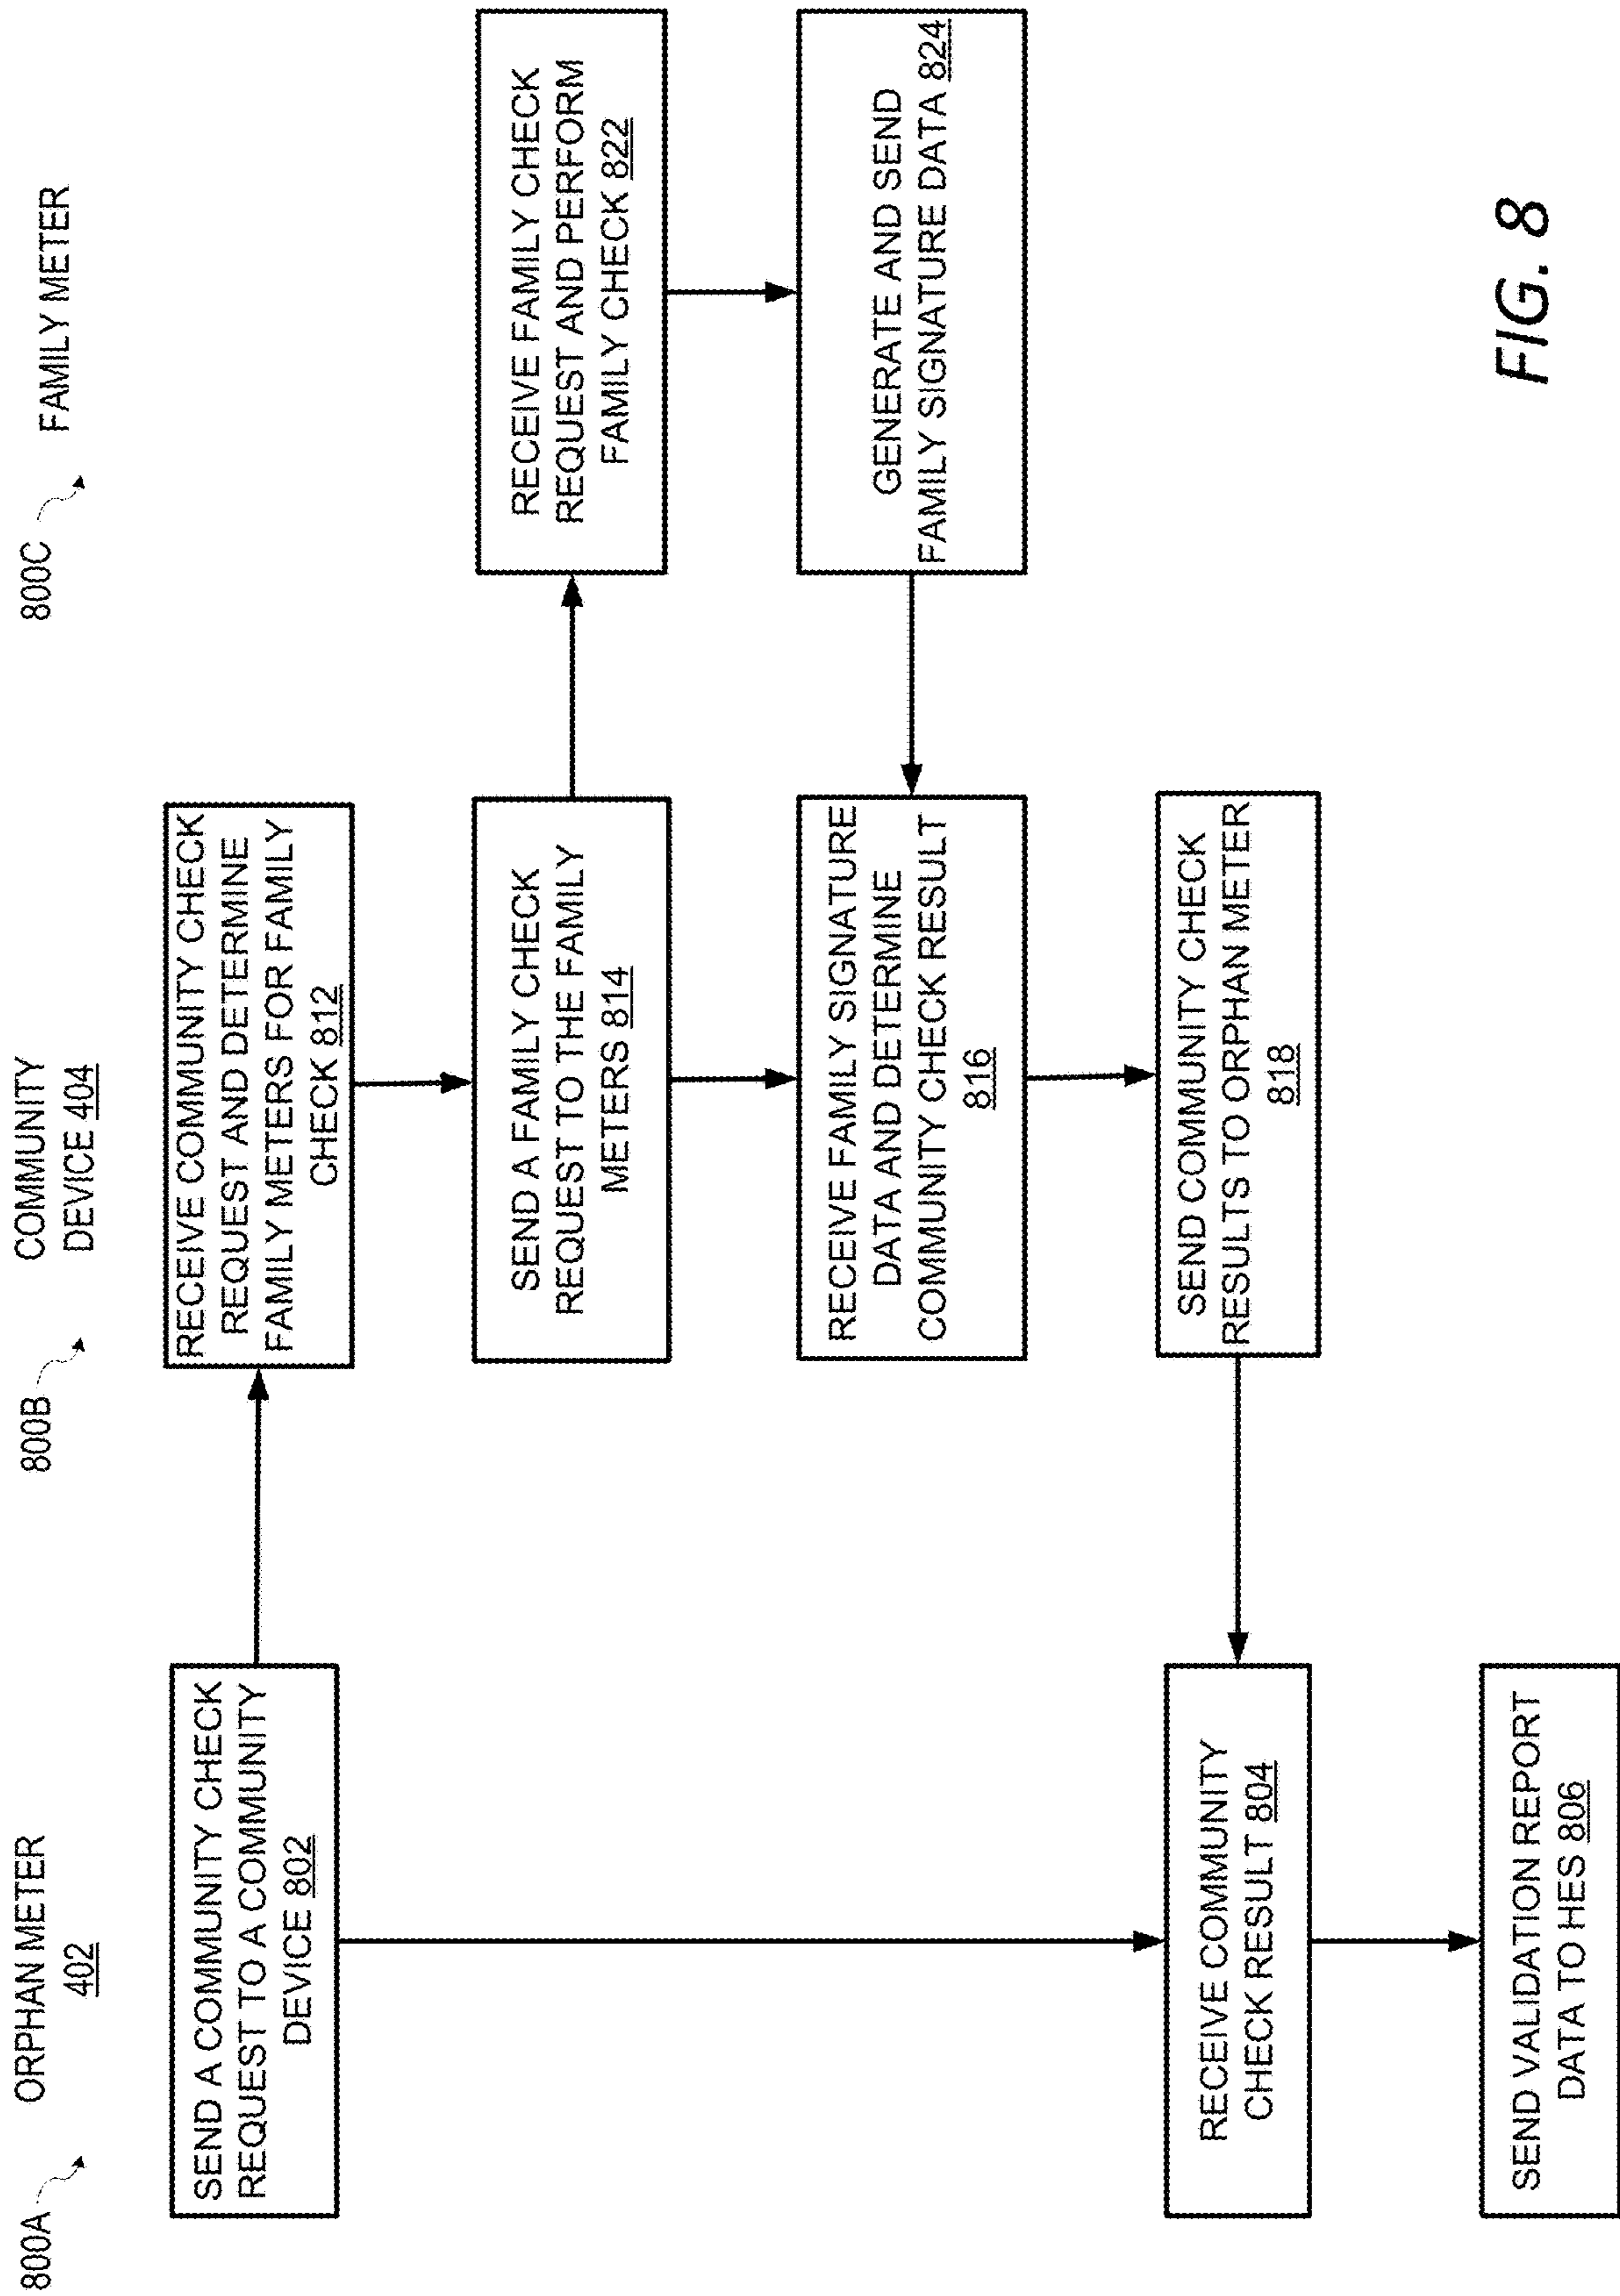 800A
ORPHAN METER
402
800B
COMMUNITY
DEVICE 404
800C
FAMILY METER
SEND A COMMUNITY CHECK
REQUEST TO A COMMUNITY
DEVICE 802
RECEIVE COMMUNITY CHECK
REQUEST AND DETERMINE
FAMILY METERS FOR FAMILY
CHECK 812
SEND A FAMILY CHECK
REQUEST TO THE FAMILY
METERS 814
RECEIVE FAMILY CHECK
REQUEST AND PERFORM
FAMILY CHECK 822
GENERATE AND SEND
FAMILY SIGNATURE DATA 824
RECEIVE FAMILY SIGNATURE
DATA AND DETERMINE
COMMUNITY CHECK RESULT
816
SEND COMMUNITY CHECK
RESULTS TO ORPHAN METER
818
RECEIVE COMMUNITY
CHECK RESULT 804
SEND VALIDATION REPORT
DATA TO HES 806
FIG. 8